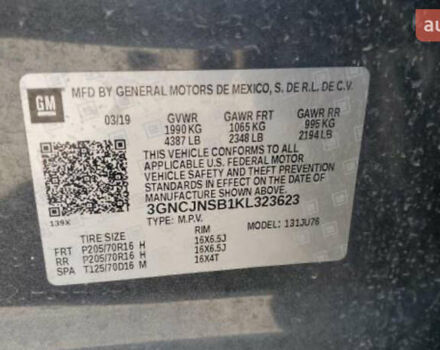 au
GM
MFD BY GENERAL MOTORS DE MEXICO, S. DE R.L. DE C.V.
03/19 GVWR GAWR FRT GAWR RR
1990 KG 1065 KG 995 KG
4387 LB 2348 LB 2194 LB
THIS VEHICLE CONFORMS TO ALL
APPLICABLE U.S. FEDERAL MOTOR
VEHICLE SAFETY AND THEFT PREVENTION
STANDARDS IN EFFECT ON THE DATE OF
MANUFACTURE SHOWN ABOVE.
3GNCJNSB1KL323623
139X
TYPE: M.P.V. MODEL: 131JU76
TIRE SIZE RIM
FRT P205/70R16 H 16X6.5J
RR P205/70R16 H 16X6.5J
SPA T125/70D16 M 16X4T